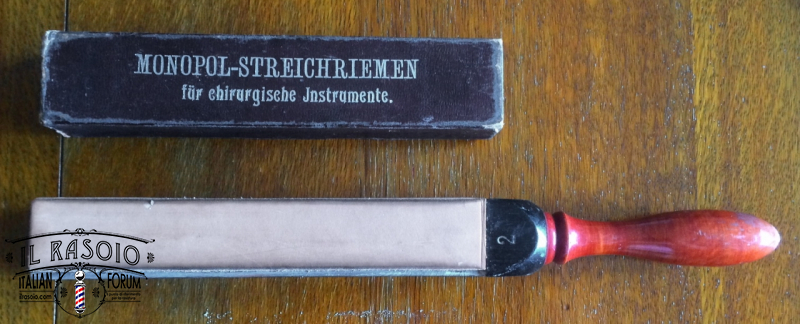 MONOPOL-STREICHRIEMEN
für chirurgische Instrumente.
2
IL RASOIO
ITALIAN FORUM
ilrasoio.com